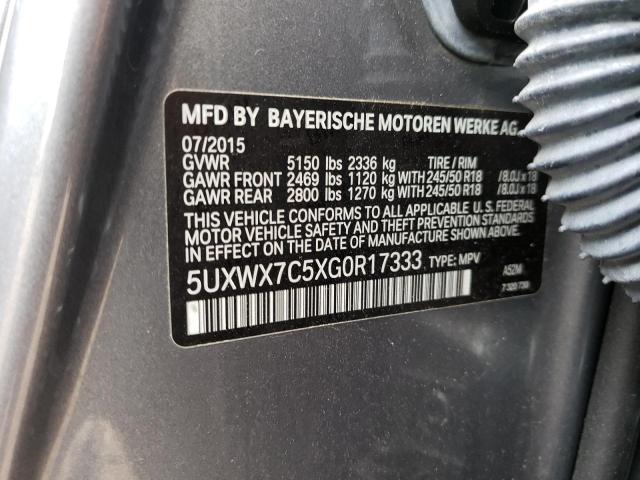 MFD BY BAYERISCHE MOTOREN WERKE AG.
07/2015
GVWR 5150 lbs 2336 kg TIRE / RIM
GAWR FRONT 2469 lbs 1120 kg WITH 245/50 R18 /8.0J x 18
GAWR REAR 2800 lbs 1270 kg WITH 245/50 R18 /8.0J x 18
THIS VEHICLE CONFORMS TO ALL APPLICABLE U.S. FEDERAL
MOTOR VEHICLE SAFETY AND THEFT PREVENTION STANDARDS
IN EFFECT ON THE DATE OF MANUFACTURE SHOWN ABOVE.
5UXWX7C5XG0R17333 TYPE: MPV
A52M